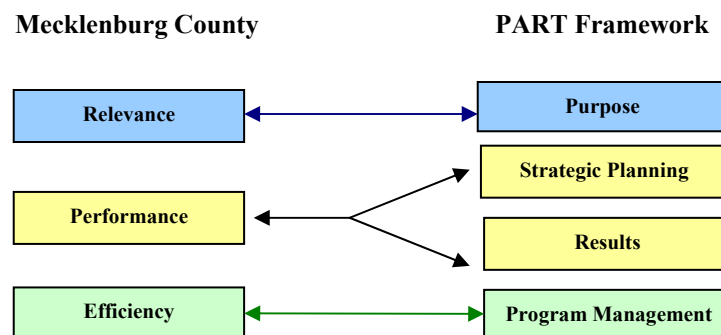 Mecklenburg County
PART Framework
Relevance
Purpose
Strategic Planning
Performance
Results
Efficiency
Program Management